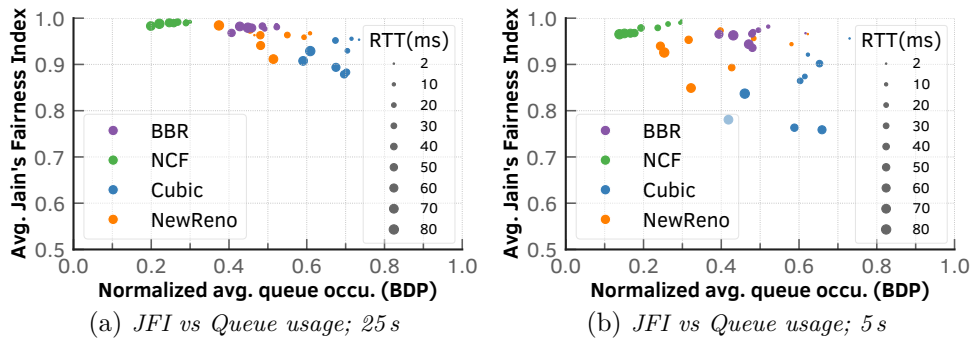 Avg. Jain's Fairness Index
1.0
0.9
0.8
0.7
0.6
0.5
RTT(ms)
2
10
20
30
40
50
60
70
80
BBR
NCF
Cubic
NewReno
0.0 0.2 0.4 0.6 0.8 1.0
Normalized avg. queue occu. (BDP)
(a) JFI vs Queue usage; 25 s
Avg. Jain's Fairness Index
1.0
0.9
0.8
0.7
0.6
0.5
RTT(ms)
2
10
20
30
40
50
60
70
80
BBR
NCF
Cubic
NewReno
0.0 0.2 0.4 0.6 0.8 1.0
Normalized avg. queue occu. (BDP)
(b) JFI vs Queue usage; 5 s